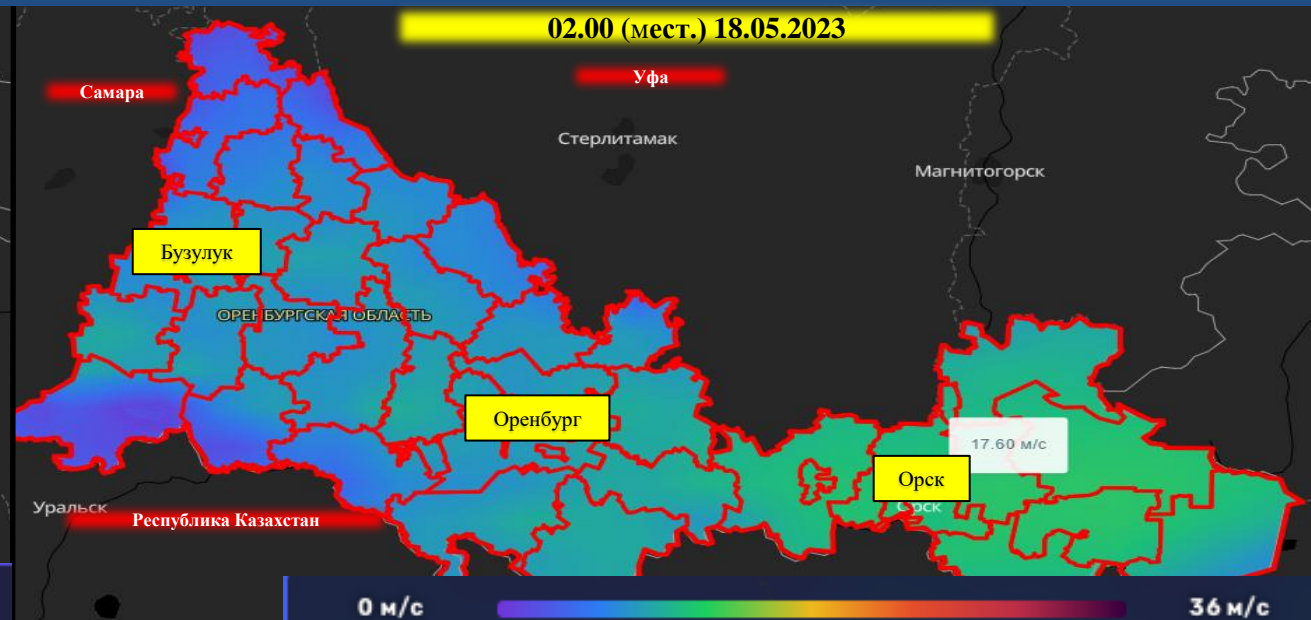 02.00 (мест.) 18.05.2023
Самара
Уфа
Стерлитамак
Магнитогорск
Бузулук
ОРЕНБУРГСКАЯ ОБЛАСТЬ
Оренбург
17.60 м/с
Орск
Уральск
Орск
Республика Казахстан
0 м/с
36 м/с